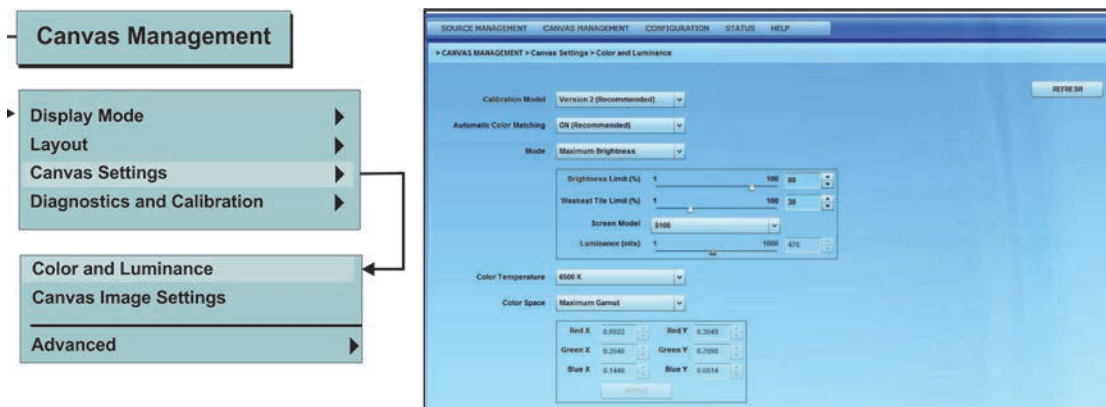 Canvas Management
Display Mode
Layout
Canvas Settings
Diagnostics and Calibration
Color and Luminance
Canvas Image Settings
Advanced
SOURCE MANAGEMENT CANVAS MANAGEMENT CONFIGURATION STATUS HELP
> CANVAS MANAGEMENT > Canvas Settings > Color and Luminance
REFRESH
Calibration Model Version 2 (Recommended)
Automatic Color Matching ON (Recommended)
Mode Maximum Brightness
Brightness Limit (%) 1 100 80
Weakest Tile Limit (%) 1 100 30
Screen Model S100
Luminance (nits) 1 1000 470
Color Temperature 6500 K
Color Space Maximum Gamut
Red X Red Y
Green X Green Y
Blue X Blue Y
APPLY